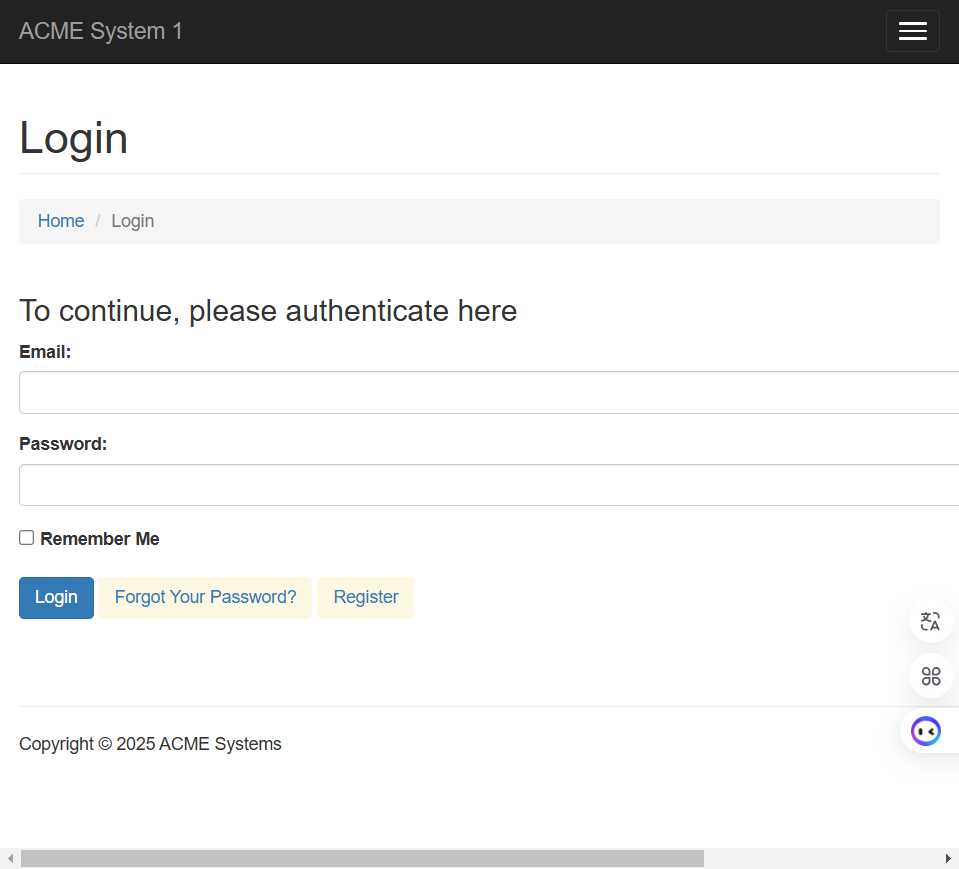 ACME System 1
Login
Home / Login
To continue, please authenticate here
Email:
Password:
Remember Me
Login Forgot Your Password? Register
Copyright © 2025 ACME Systems